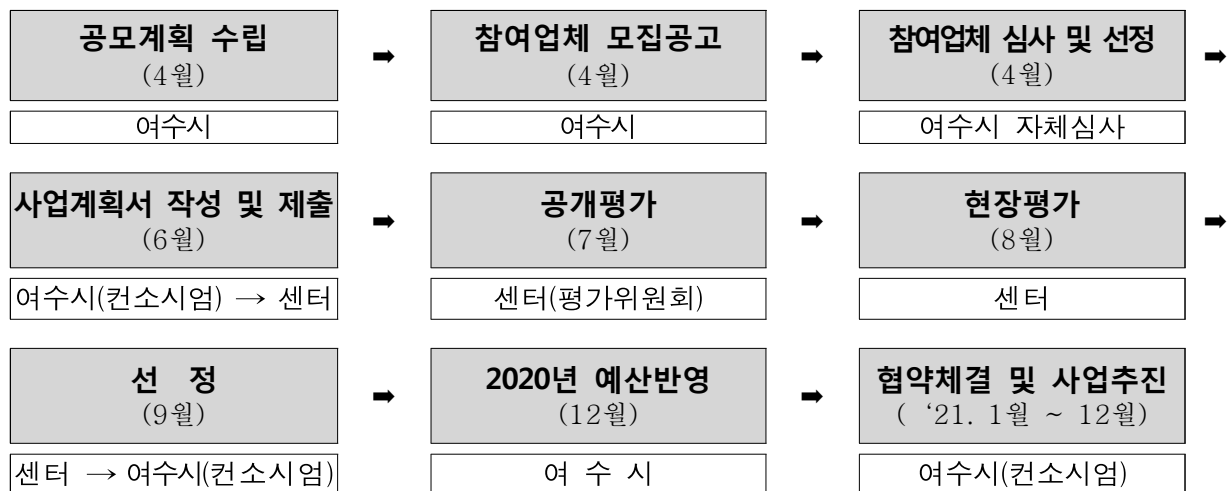 공모계획 수립
(4월)
➡
참여업체 모집공고
(4월)
➡
참여업체 심사 및 선정
(4월)
➡
여수시
여수시
여수시 자체심사
사업계획서 작성 및 제출
(6월)
➡
공개평가
(7월)
➡
현장평가
(8월)
➡
여수시(컨소시엄) → 센터
센터(평가위원회)
센터
선 정
(9월)
➡
2020년 예산반영
(12월)
➡
협약체결 및 사업추진
( ‘21. 1월 ~ 12월)
센터 → 여수시(컨소시엄)
여 수 시
여수시(컨소시엄)